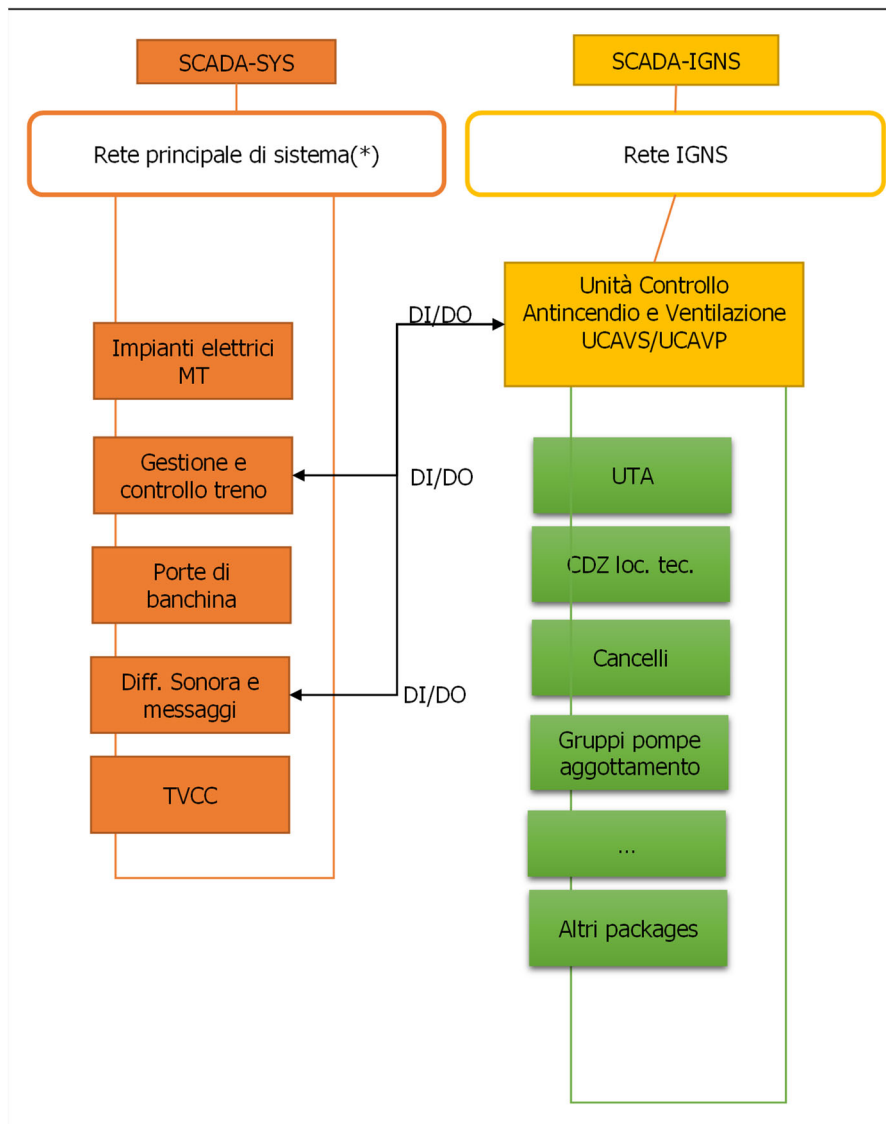 SCADA-SYS
SCADA-IGNS
Rete principale di sistema(*)
Rete IGNS
Unità Controllo
Antincendio e Ventilazione
UCAVS/UCAVP
DI/DO
Impianti elettrici
MT
Gestione e
controllo treno
DI/DO
UTA
Porte di
banchina
CDZ loc. tec.
Cancelli
Diff. Sonora e
messaggi
DI/DO
Gruppi pompe
aggottamento
TVCC
...
Altri packages